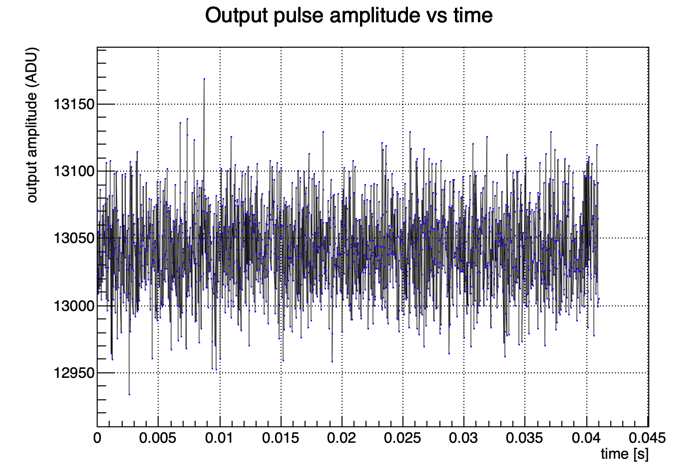 Output pulse amplitude vs time
output amplitude (ADU)
13150
13100
13050
13000
12950
0 0.005 0.01 0.015 0.02 0.025 0.03 0.035 0.04 0.045
time [s]